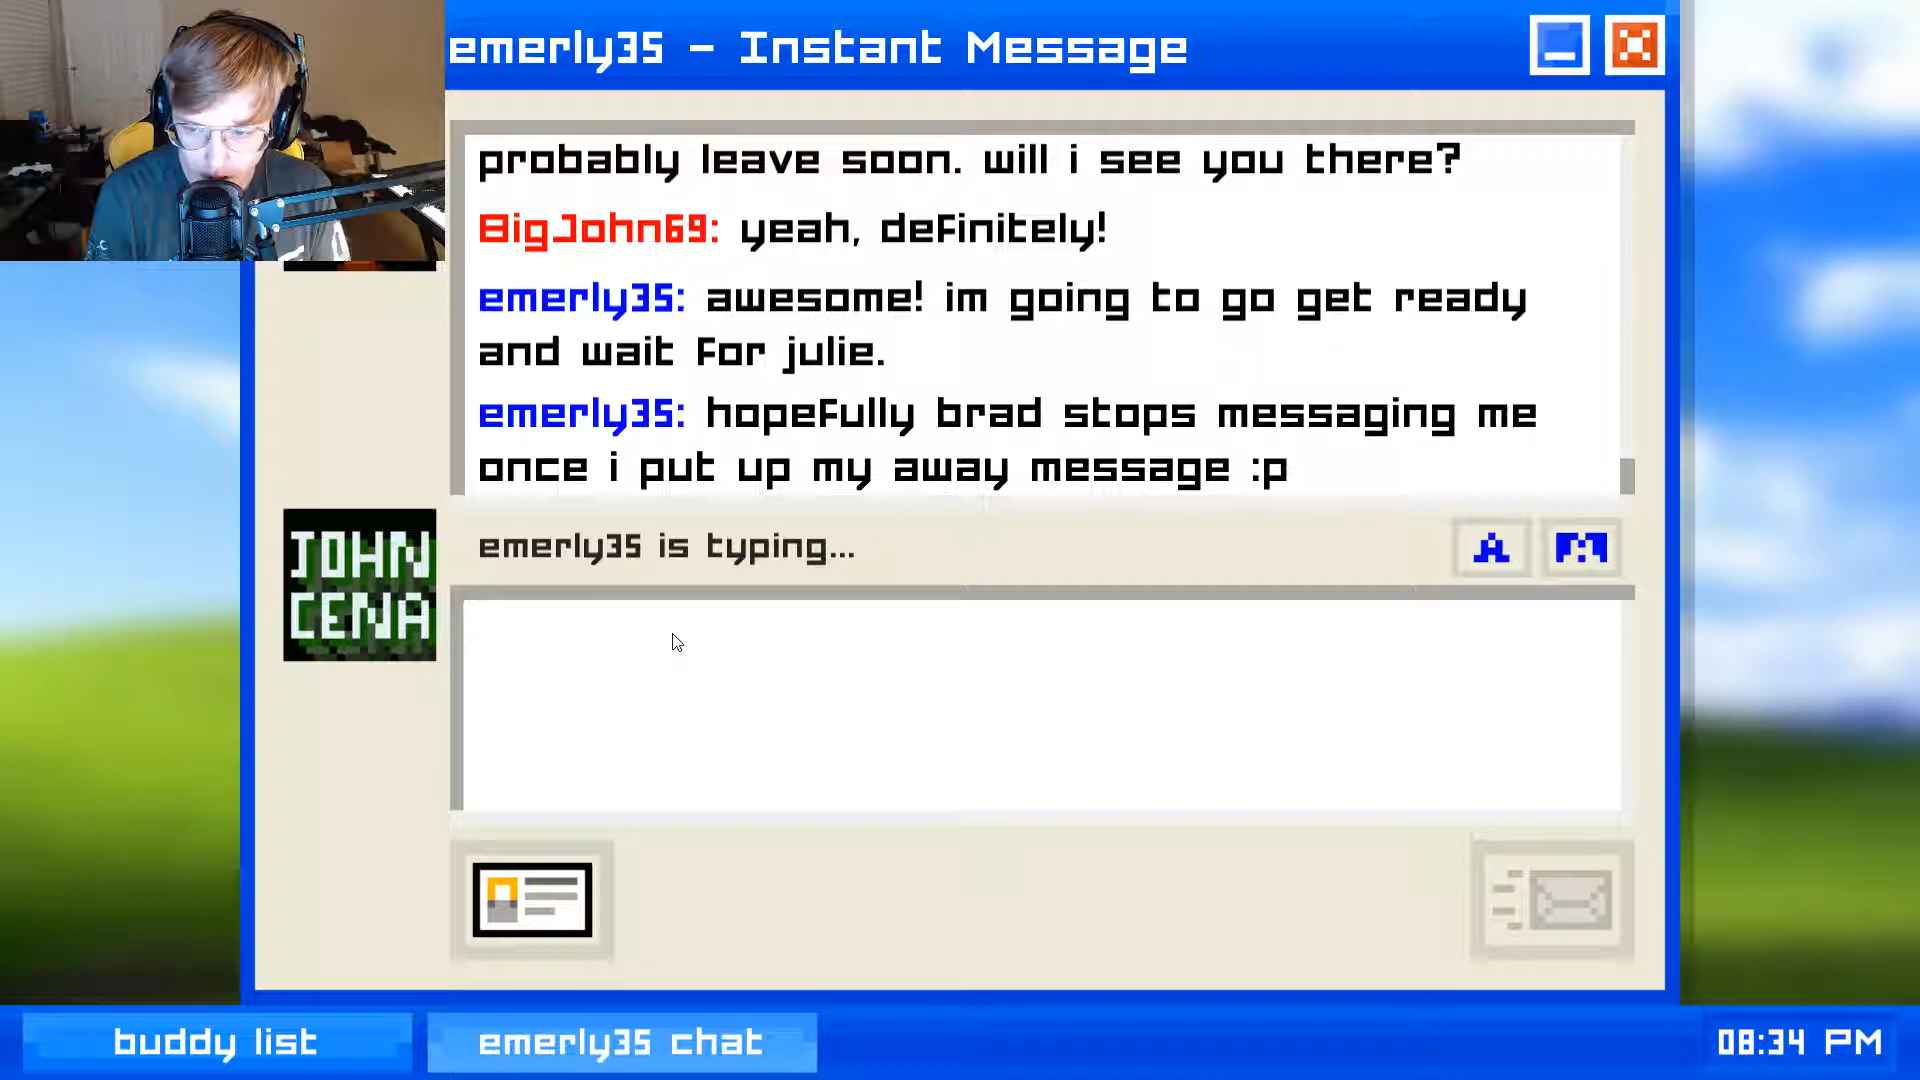 emerly35 - Instant Message
probably leave soon. will i see you there?
BigJohn69: yeah, definitely!
emerly35: awesome! im going to go get ready
and wait for julie.
emerly35: hopefully brad stops messaging me
once i put up my away message :p
JOHN
CENA
emerly35 is typing...
A
buddy list
emerly35 chat
08:34 PM